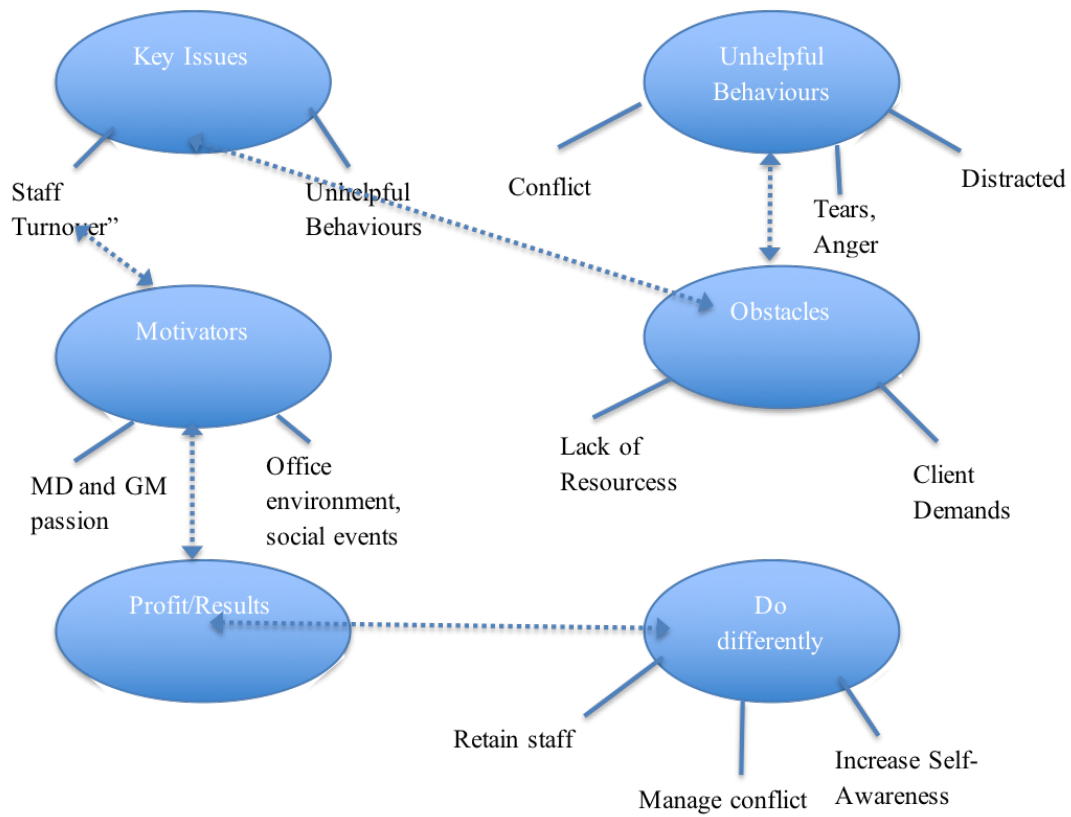 Key Issues
Unhelpful
Behaviours
Staff
Turnover”
Unhelpful
Behaviours
Conflict
Tears,
Anger
Distracted
Motivators
Obstacles
MD and GM
passion
Office
environment,
social events
Lack of
Resourcess
Client
Demands
Profit/Results
Do
differently
Retain staff
Manage conflict
Increase Self-
Awareness